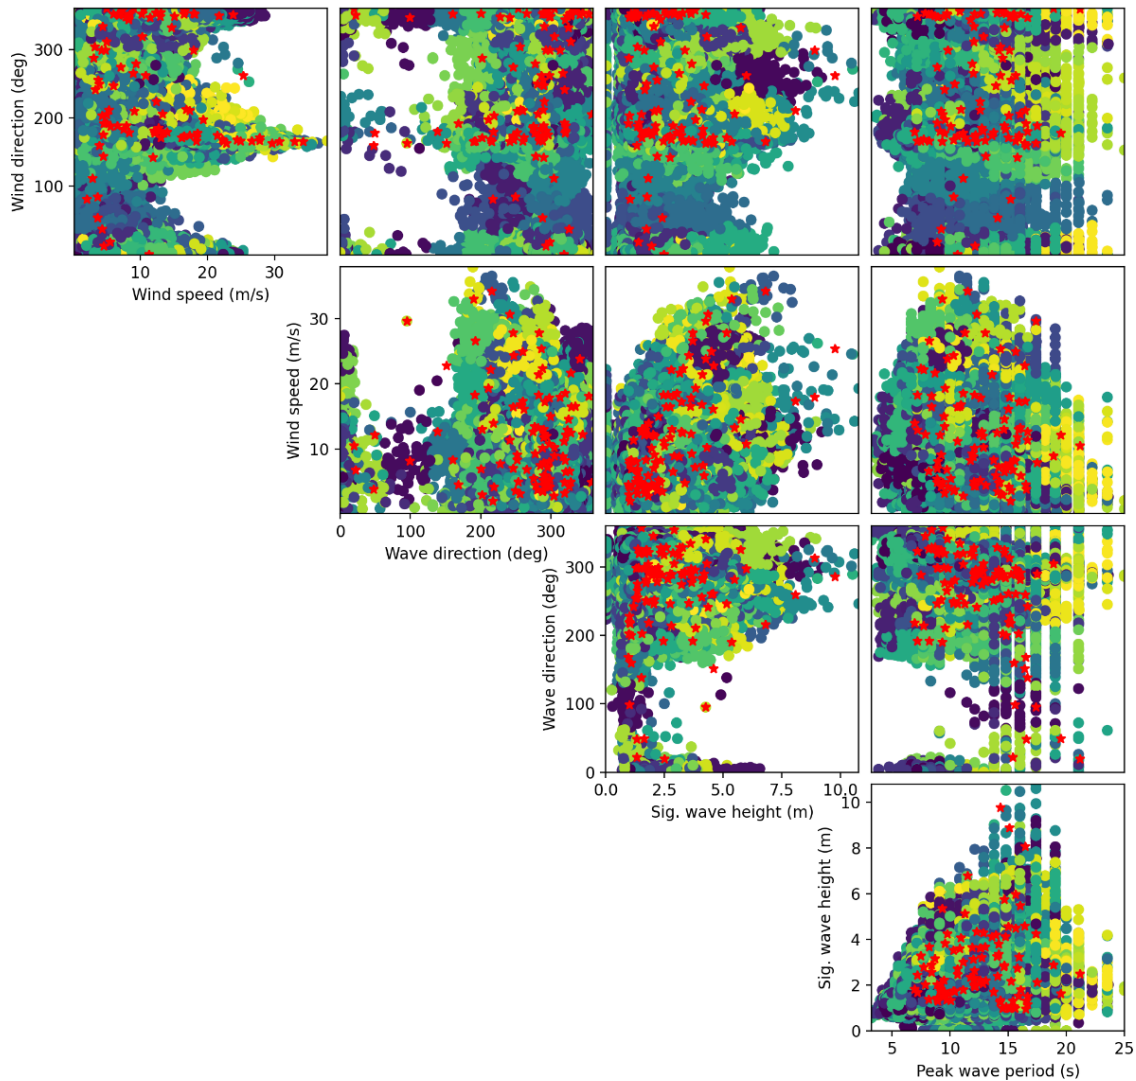 300
200
100
Wind direction (deg)
10 20 30
Wind speed (m/s)
30
20
10
Wind speed (m/s)
0 100 200 300
Wave direction (deg)
300
200
100
0
Wave direction (deg)
0.0 2.5 5.0 7.5 10.0
Sig. wave height (m)
10
8
6
4
2
0
Sig. wave height (m)
5 10 15 20 25
Peak wave period (s)